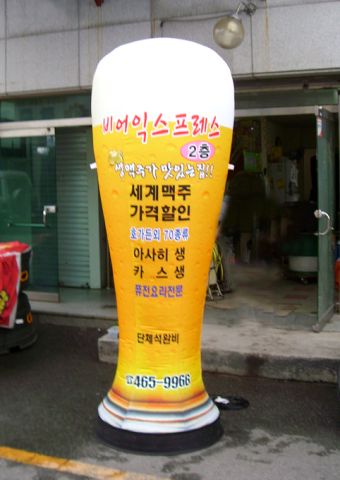 비어익스프레스
2층
생맥주가 맛있는집!!
세계맥주
가격할인
호가든외 70종류
아사히 생
카 스 생
퓨전요리전문
단체석완비
☎465-9966